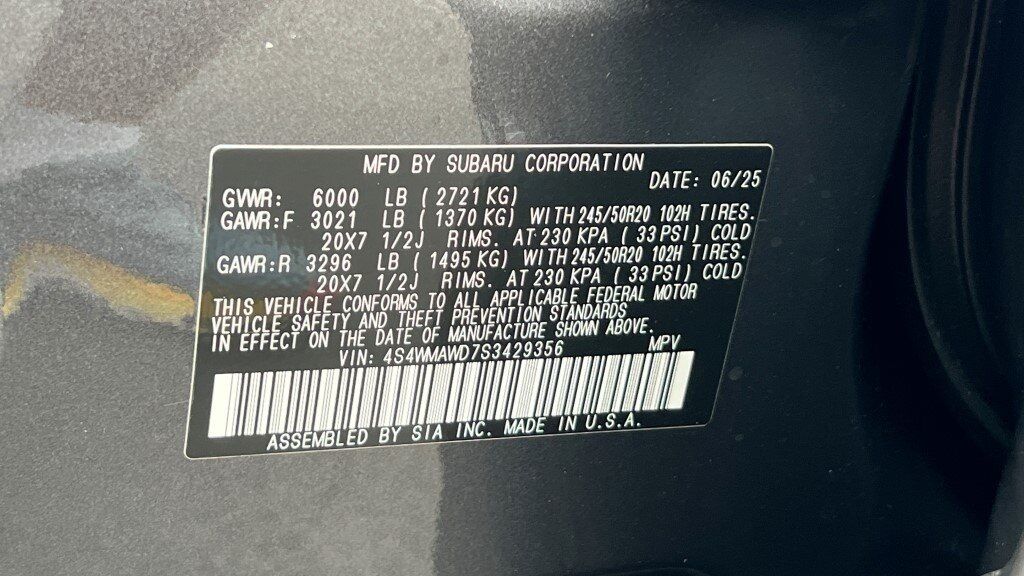 MFD BY SUBARU CORPORATION
DATE: 06/25
GVWR: 6000 LB (2721 KG)
GAWR:F 3021 LB (1370 KG) WITH 245/50R20 102H TIRES.
20X7 1/2J RIMS. AT 230 KPA (33 PSI) COLD
GAWR:R 3296 LB (1495 KG) WITH 245/50R20 102H TIRES.
20X7 1/2J RIMS. AT 230 KPA (33 PSI) COLD
THIS VEHICLE CONFORMS TO ALL APPLICABLE FEDERAL MOTOR
VEHICLE SAFETY AND THEFT PREVENTION STANDARDS
IN EFFECT ON THE DATE OF MANUFACTURE SHOWN ABOVE.
VIN: 4S4WMAWD7S3429356 MPV
ASSEMBLED BY SIA INC. MADE IN U.S.A.